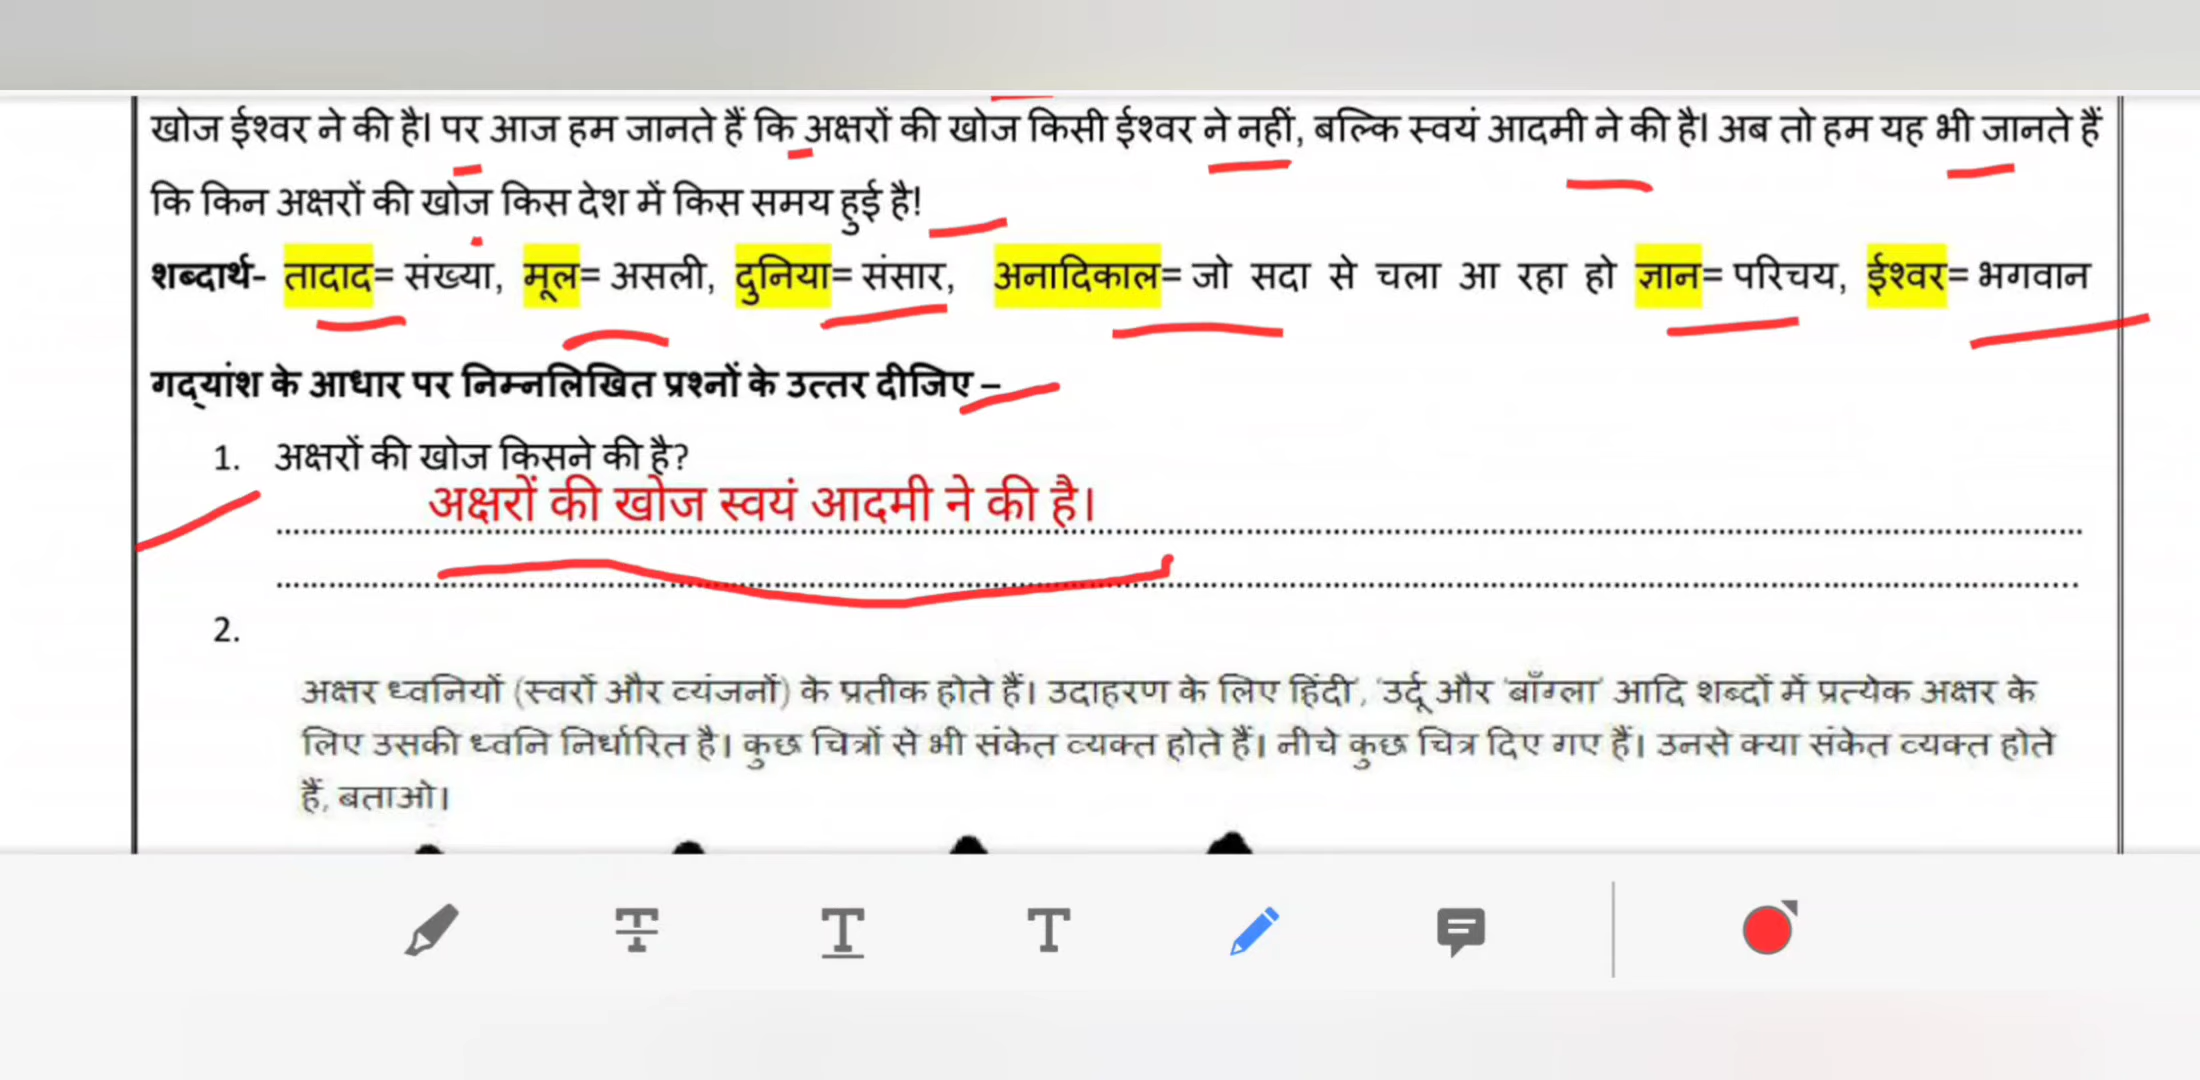 खोज ईश्वर ने की है। पर आज हम जानते हैं कि अक्षरों की खोज किसी ईश्वर ने नहीं, बल्कि स्वयं आदमी ने की है। अब तो हम यह भी जानते हैं
कि किन अक्षरों की खोज किस देश में किस समय हुई है!
शब्दार्थ- तादाद= संख्या, मूल= असली, दुनिया= संसार, अनादिकाल= जो सदा से चला आ रहा हो ज्ञान= परिचय, ईश्वर= भगवान
गद्यांश के आधार पर निम्नलिखित प्रश्नों के उत्तर दीजिए –
1. अक्षरों की खोज किसने की है?
अक्षरों की खोज स्वयं आदमी ने की है।
2.
अक्षर ध्वनियों (स्वरों और व्यंजनों) के प्रतीक होते हैं। उदाहरण के लिए हिंदी', 'उर्दू और 'बाँग्ला' आदि शब्दों में प्रत्येक अक्षर के
लिए उसकी ध्वनि निर्धारित है। कुछ चित्रों से भी संकेत व्यक्त होते हैं। नीचे कुछ चित्र दिए गए हैं। उनसे क्या संकेत व्यक्त होते
हैं, बताओ।